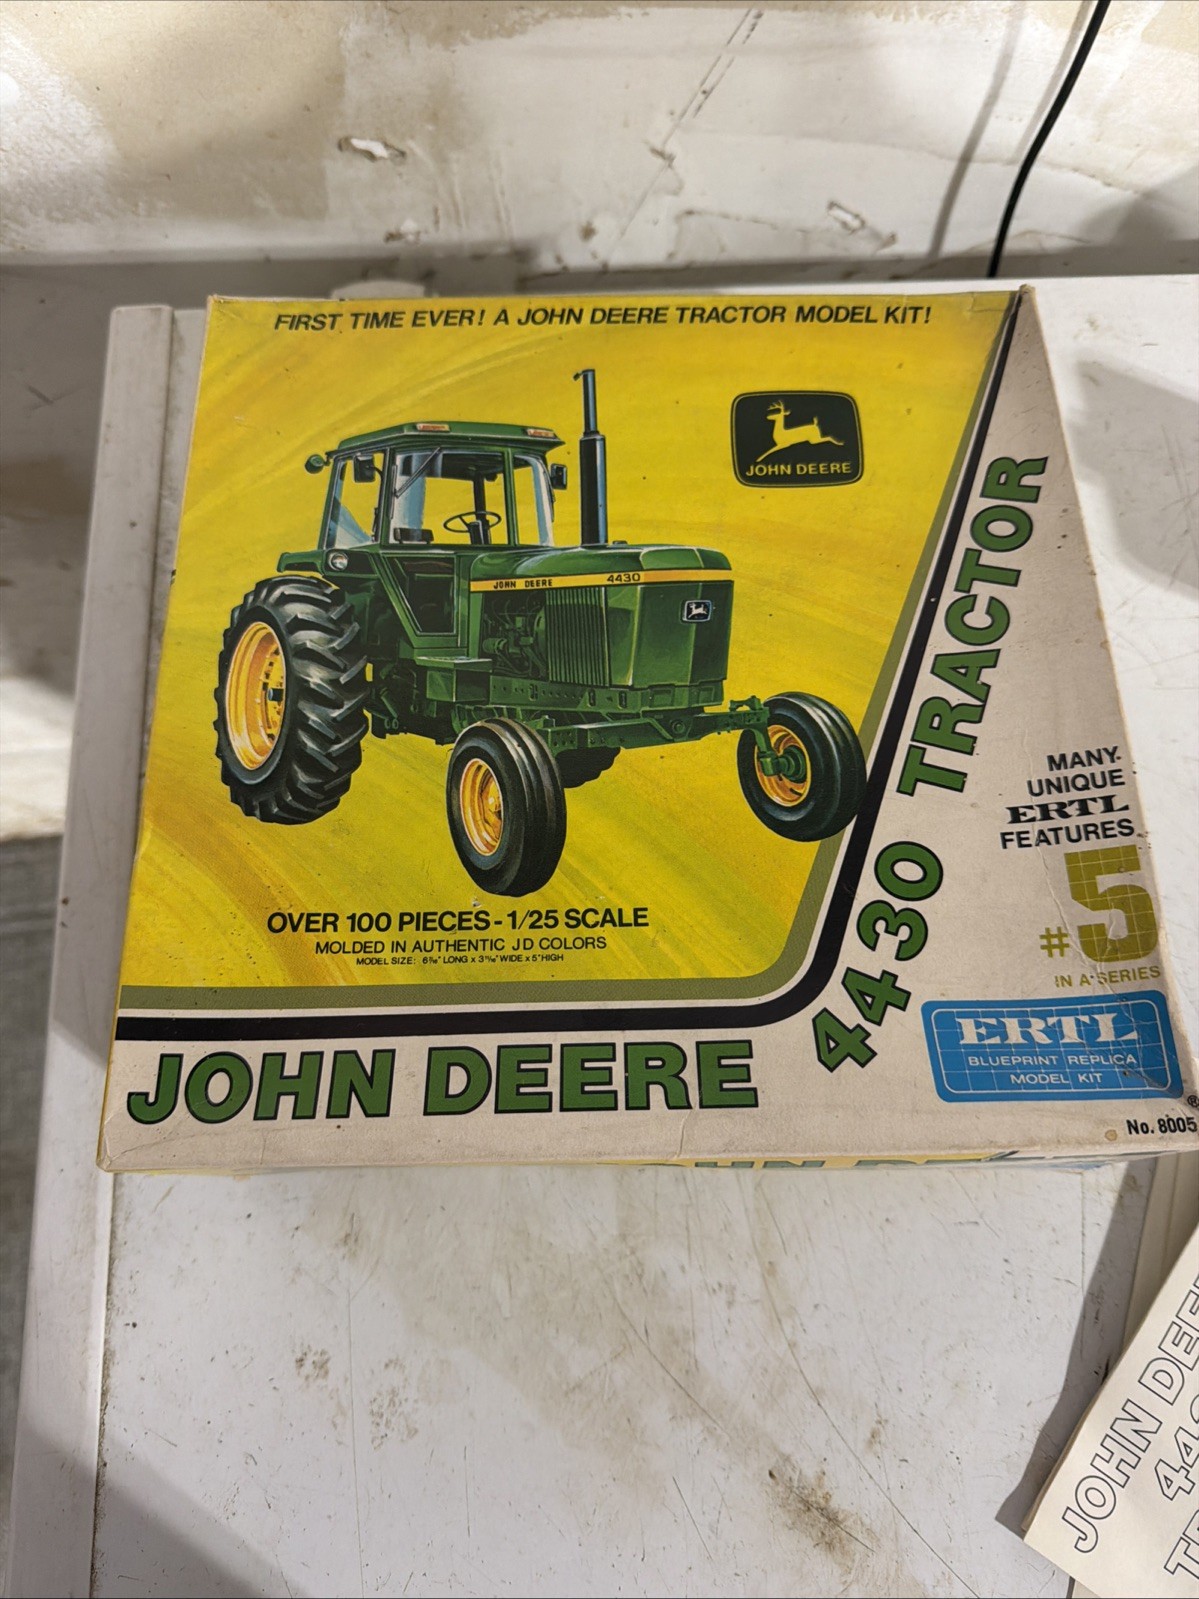 FIRST TIME EVER! A JOHN DEERE TRACTOR MODEL KIT!
JOHN DEERE
JOHN DEERE 4430
OVER 100 PIECES - 1/25 SCALE
MOLDED IN AUTHENTIC JD COLORS
JOHN DEERE
4430 TRACTOR
MANY
UNIQUE
ERTL
FEATURES
#5
IN A SERIES
ERTL
BLUEPRINT REPLICA
MODEL KIT
®
No. 8005
JOHN